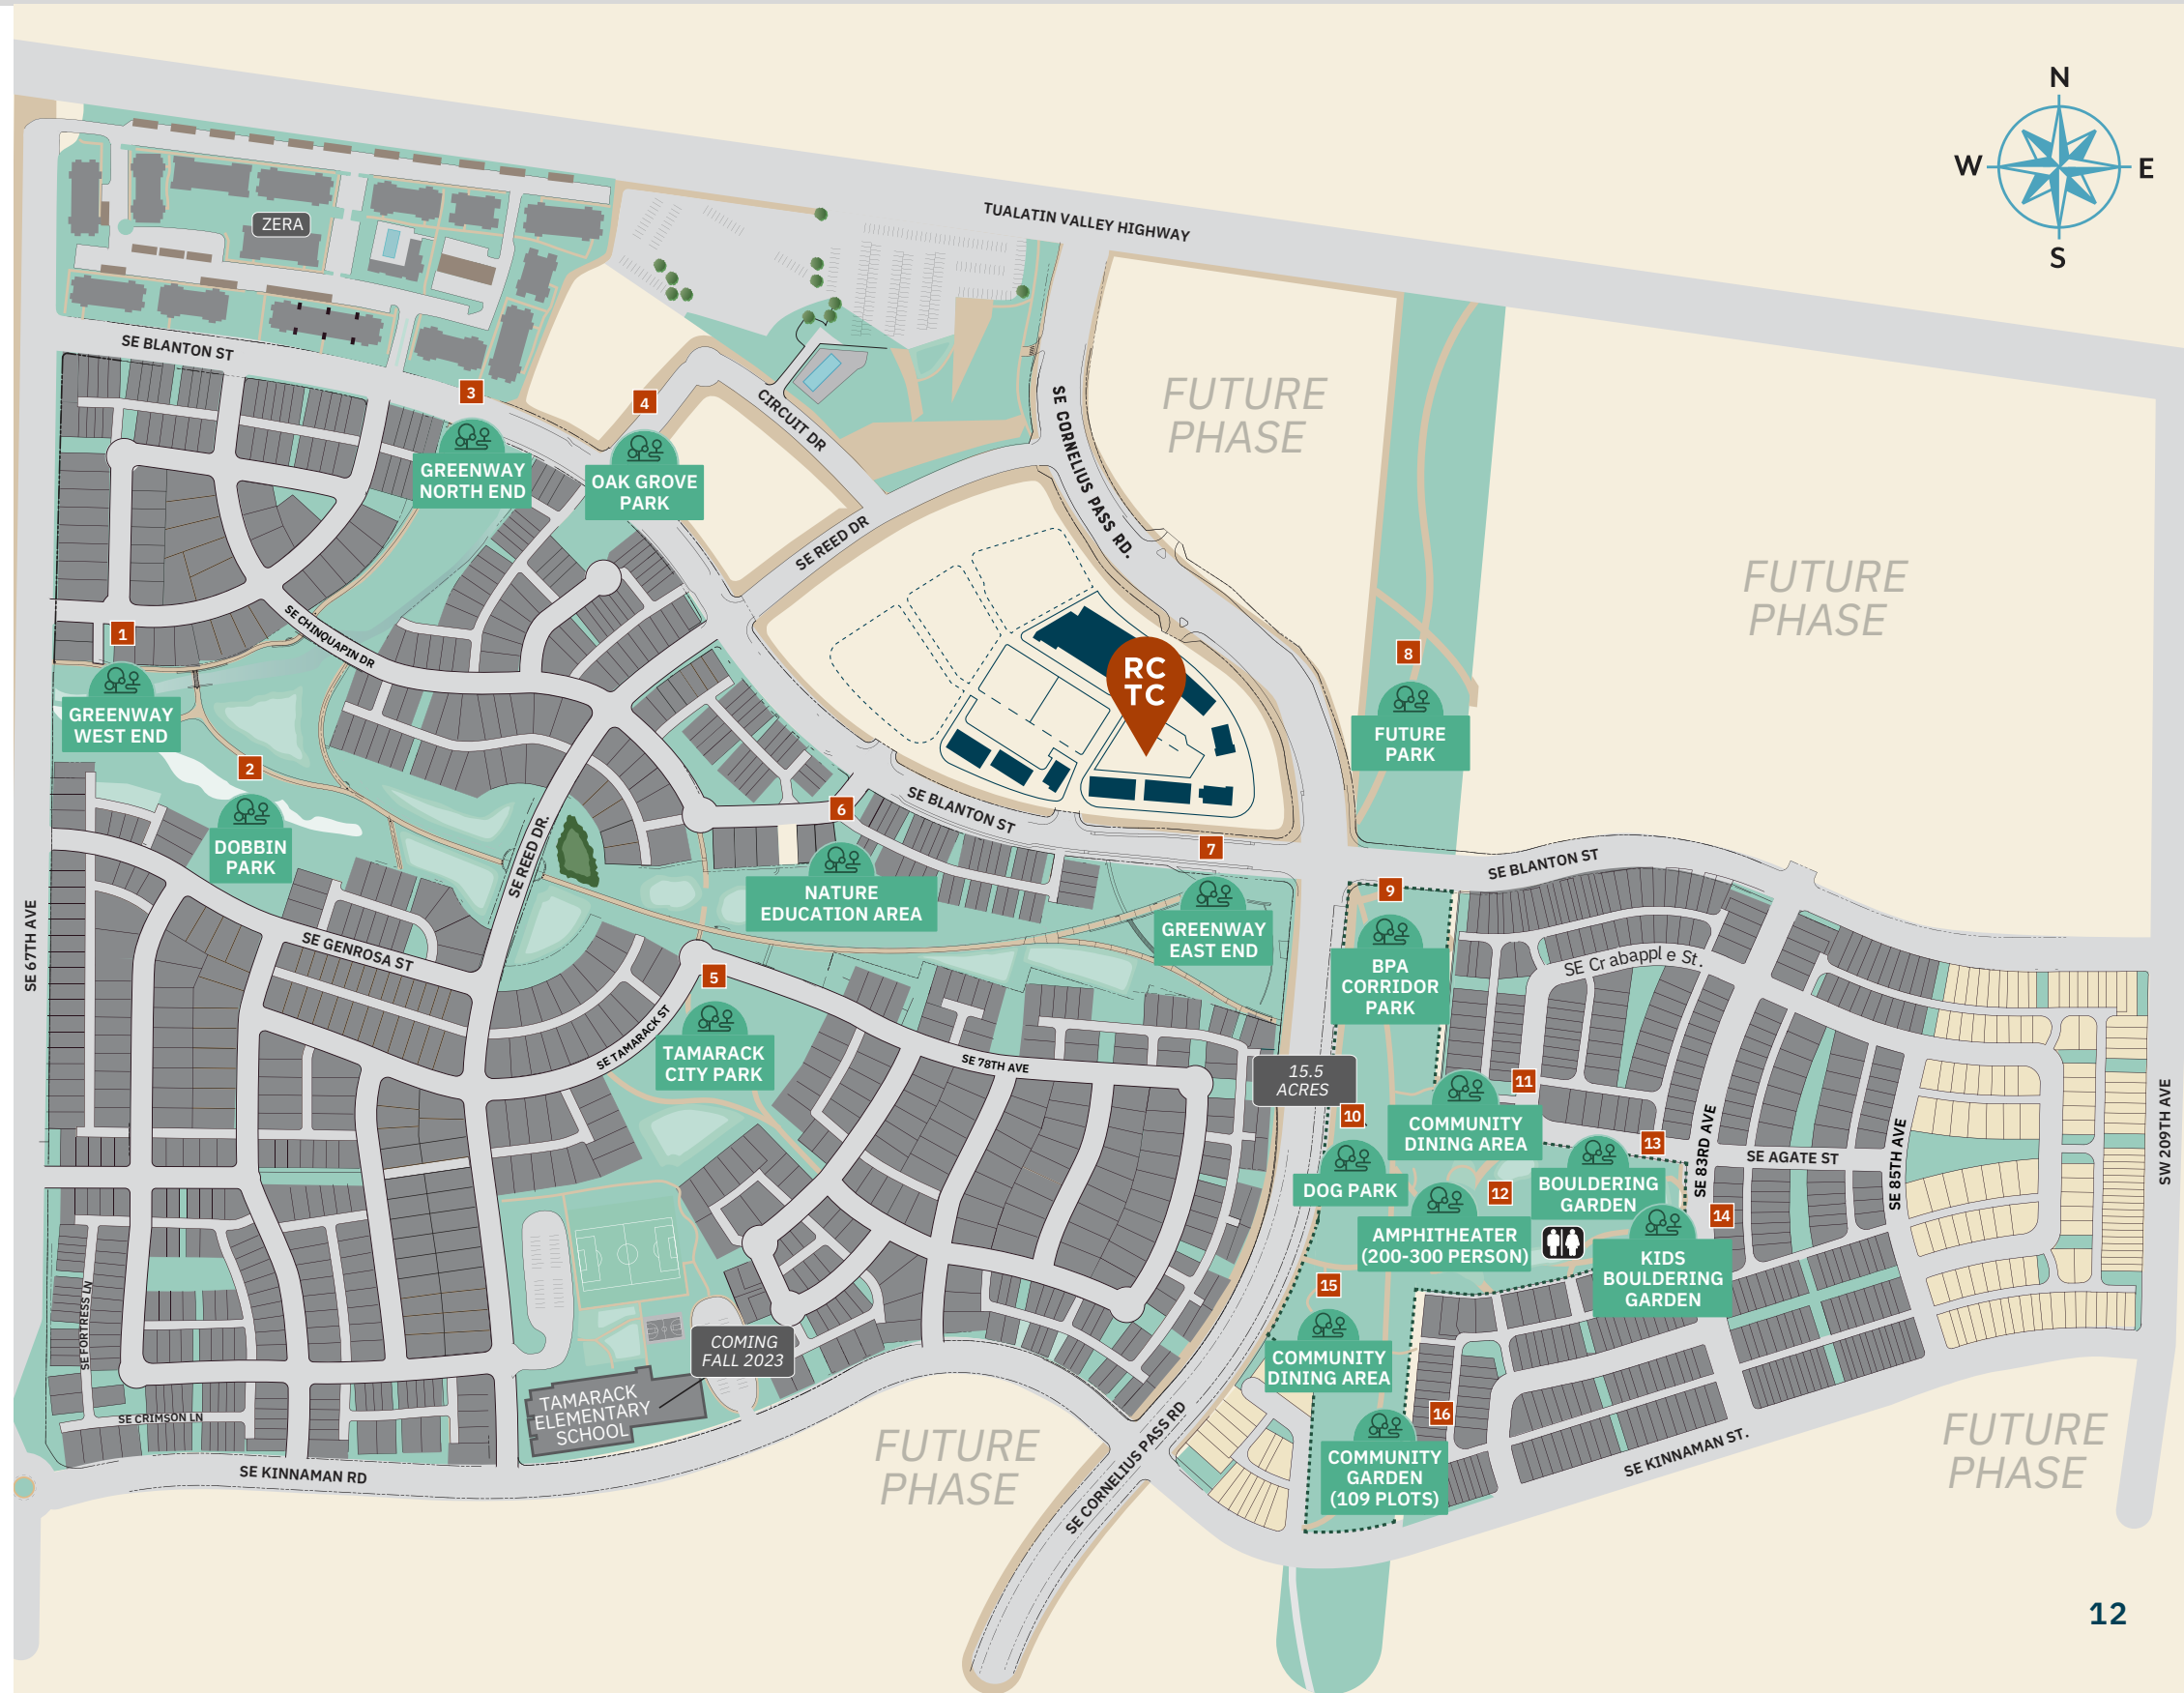 N
W
E
S
TUALATIN VALLEY HIGHWAY
ZERA
SE BLANTON ST
3
GREENWAY
NORTH END
4
OAK GROVE
PARK
CIRCUIT DR
SE REED DR
SE CORNELIUS PASS RD.
FUTURE
PHASE
FUTURE
PHASE
1
GREENWAY
WEST END
SE CHINQUAPIN DR
2
DOBBIN
PARK
RC
TC
8
FUTURE
PARK
6
NATURE
EDUCATION AREA
SE BLANTON ST
7
GREENWAY
EAST END
SE REED DR.
SE BLANTON ST
9
BPA
CORRIDOR
PARK
SE 67TH AVE
SE GENROSA ST
5
TAMARACK
CITY PARK
SE TAMARACK ST
SE 78TH AVE
15.5
ACRES
SE Crabapple St.
10
DOG PARK
11
COMMUNITY
DINING AREA
12
AMPHITHEATER
(200-300 PERSON)
13
BOULDERING
GARDEN
14
KIDS
BOULDERING
GARDEN
SE 83RD AVE
SE AGATE ST
SE 85TH AVE
SW 209TH AVE
15
COMMUNITY
DINING AREA
16
COMMUNITY
GARDEN
(109 PLOTS)
SE FORTRESS LN
SE CRIMSON LN
COMING
FALL 2023
TAMARACK
ELEMENTARY
SCHOOL
SE KINNAMAN RD
FUTURE
PHASE
SE CORNELIUS PASS RD
SE KINNAMAN ST.
FUTURE
PHASE
12